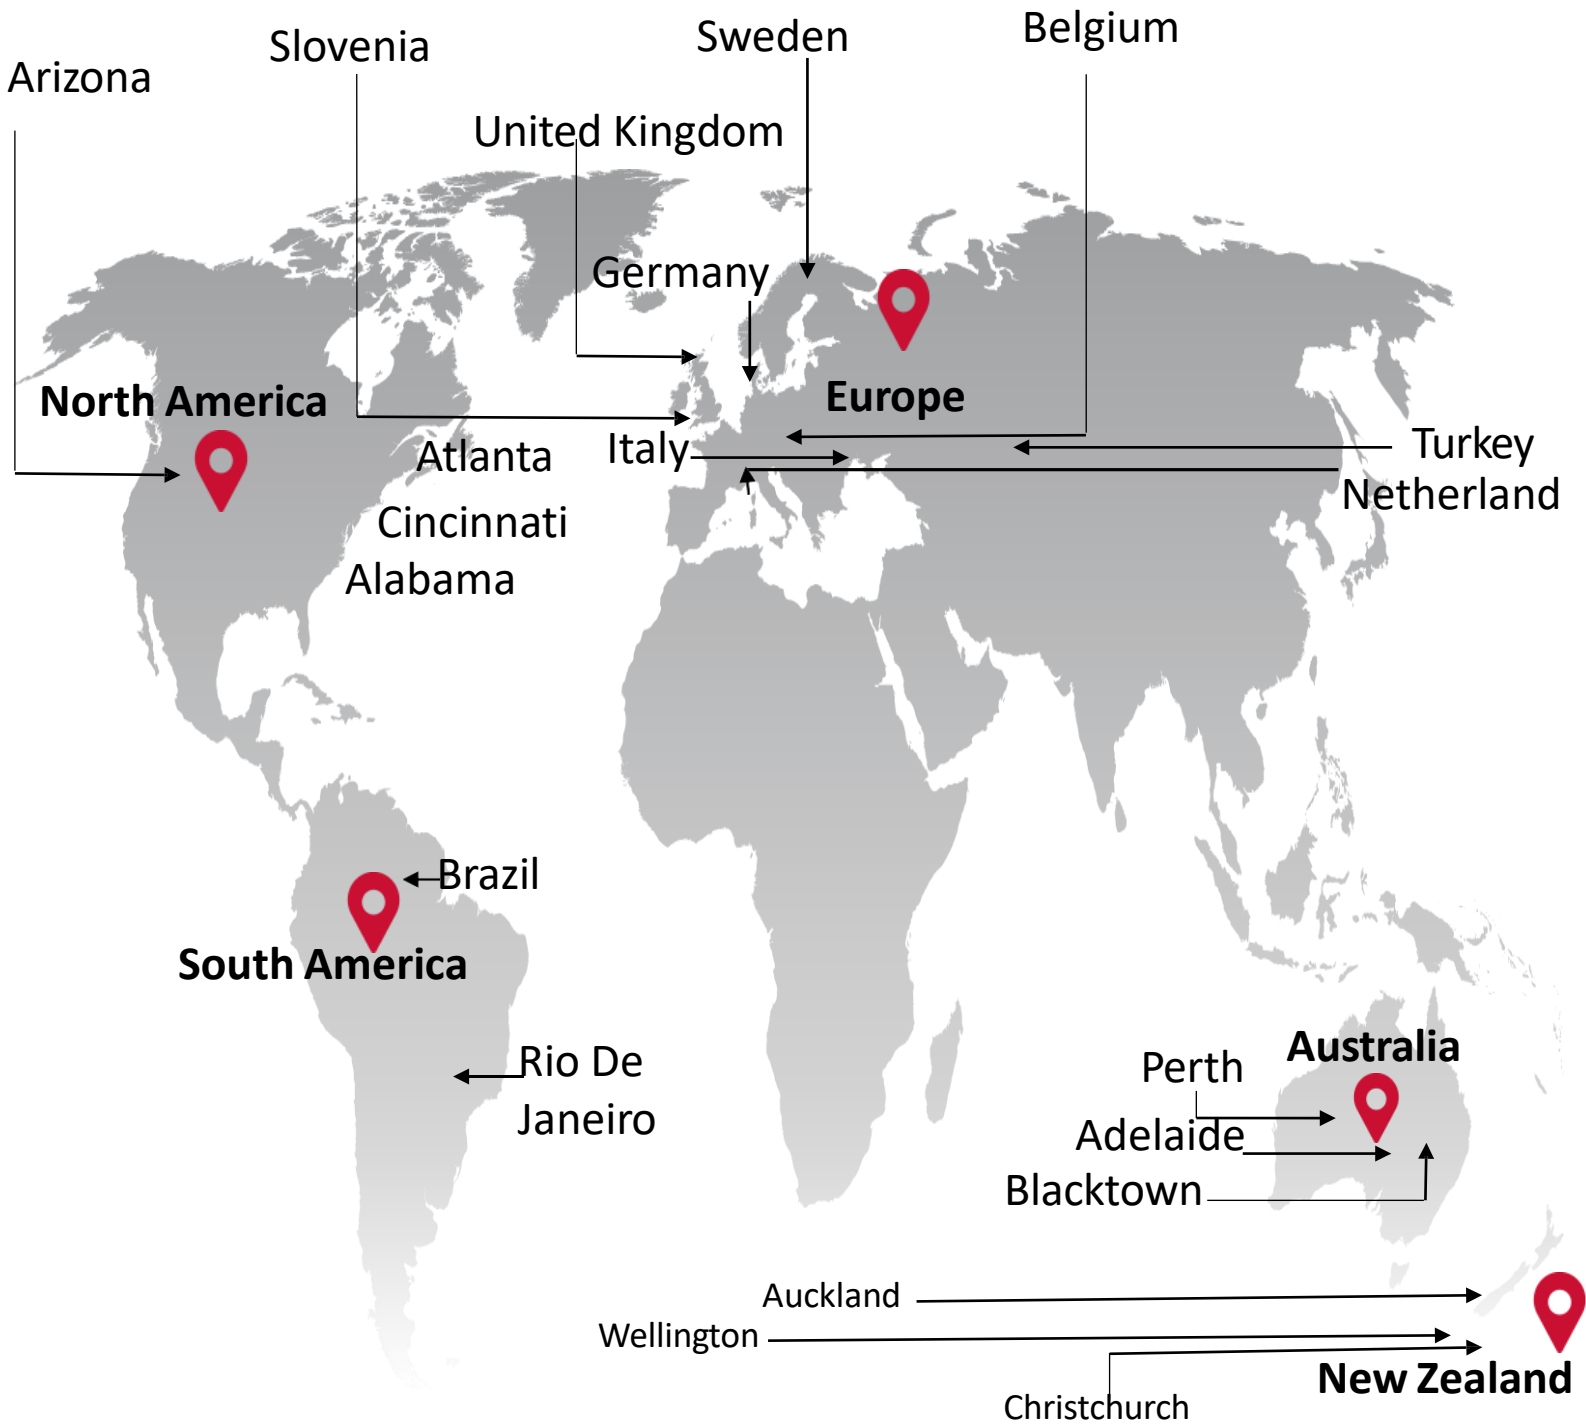 Belgium
Sweden
Slovenia
Arizona
United Kingdom
Germany
North America
Europe
Atlanta
Italy
Turkey
Netherland
Cincinnati
Alabama
Brazil
South America
Rio De
Janeiro
Australia
Perth
Adelaide
Blacktown
Auckland
Wellington
New Zealand
Christchurch